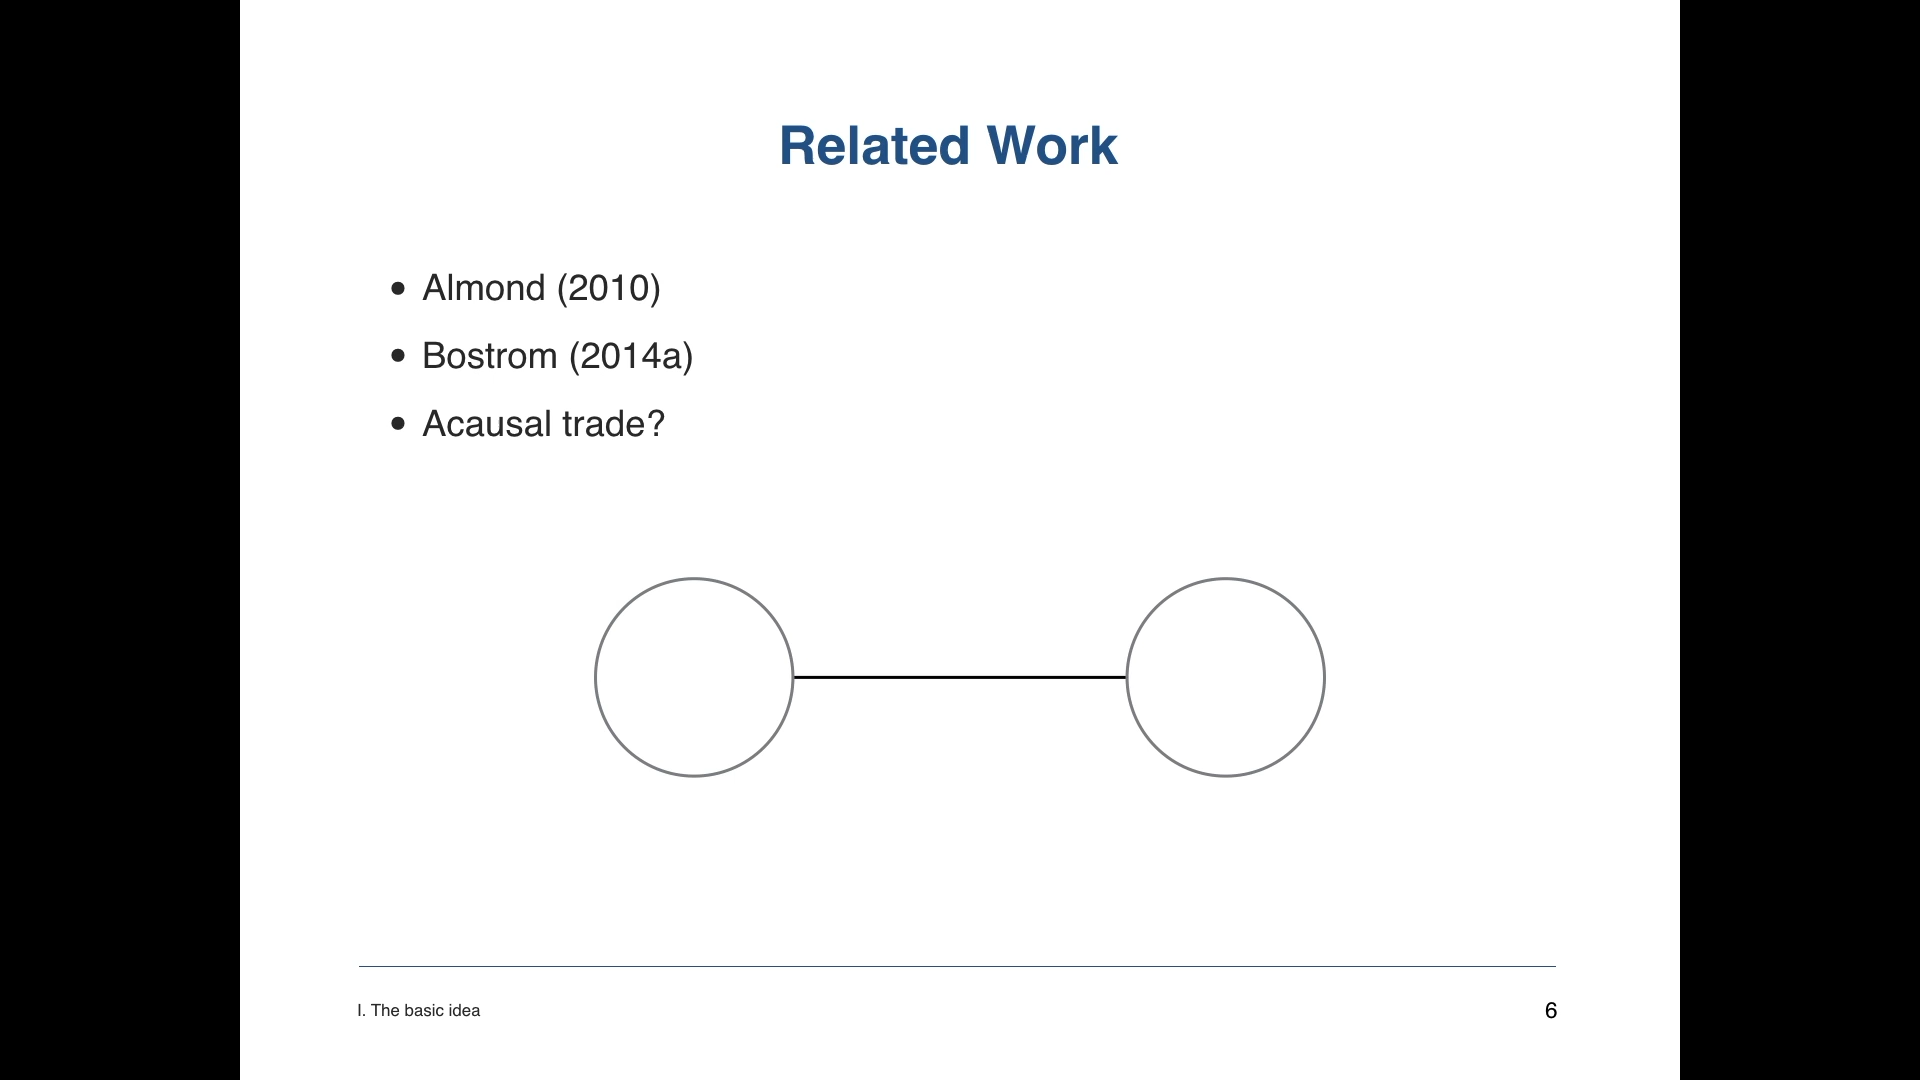 Related Work
• Almond (2010)
• Bostrom (2014a)
• Acausal trade?
I. The basic idea
6